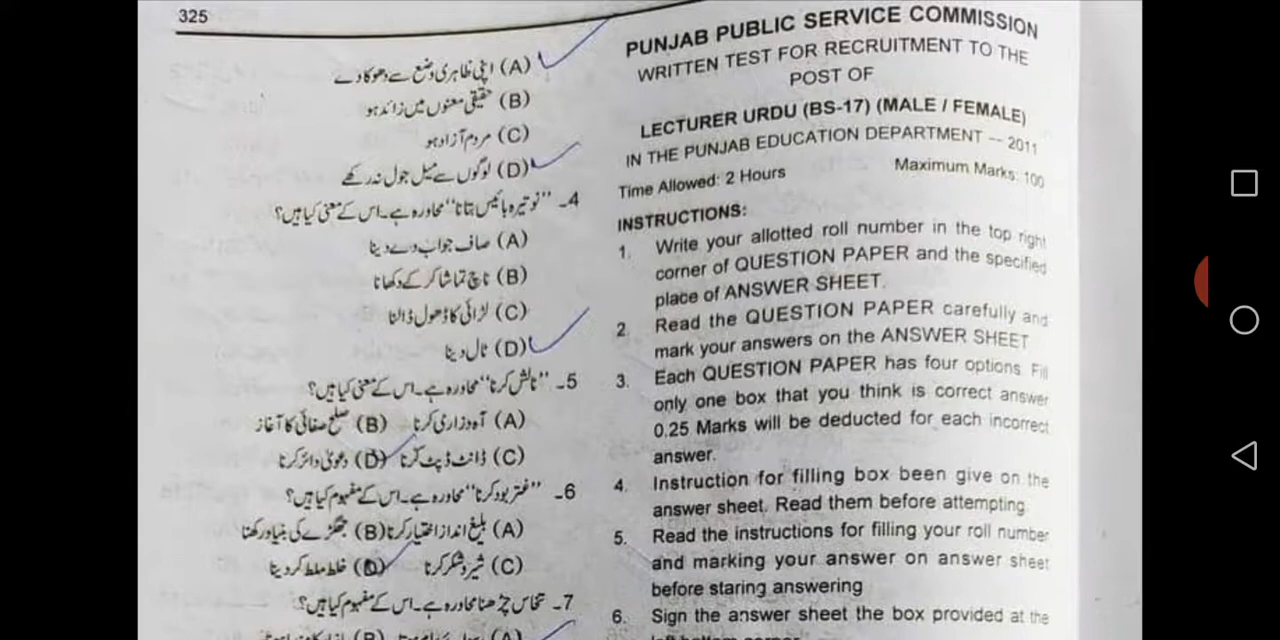 325
PUNJAB PUBLIC SERVICE COMMISSION
WRITTEN TEST FOR RECRUITMENT TO THE
POST OF
LECTURER URDU (BS-17) (MALE / FEMALE)
IN THE PUNJAB EDUCATION DEPARTMENT — 2011
Time Allowed: 2 Hours Maximum Marks: 100
INSTRUCTIONS:
1. Write your allotted roll number in the top right
corner of QUESTION PAPER and the specified
place of ANSWER SHEET.
2. Read the QUESTION PAPER carefully and
mark your answers on the ANSWER SHEET
3. Each QUESTION PAPER has four options. Fill
only one box that you think is correct answer
0.25 Marks will be deducted for each incorrect
answer.
4. Instruction for filling box been give on the
answer sheet. Read them before attempting
5. Read the instructions for filling your roll number
and marking your answer on answer sheet
before staring answering
6. Sign the answer sheet the box provided at the
left bottom corner
(A) اپنی ظاہری وضع سے دھوکا دے
(B) حقیقی معنوں میں زائد ہو
(C) مردم آزاد ہو
(D) لوگوں سے میل جول نہ رکھے
4۔ ”نو تیرہ بائیس بتانا“ محاورہ ہے۔ اس کے معنی کیا ہیں؟
(A) صاف جواب دے دینا
(B) ناچ تماشا کر کے دکھانا
(C) لڑائی کا ڈھول ڈالنا
(D) ٹال دینا
5۔ ”نالش کرنا“ محاورہ ہے۔ اس کے معنی کیا ہیں؟
(A) آہ وزاری کرنا (B) صلح صفائی کا آغاز
(C) ڈانٹ ڈپٹ کرنا (D) دعویٰ دائر کرنا
6۔ ”غتر بود کرنا“ محاورہ ہے۔ اس کے مفہوم کیا ہیں؟
(A) بلیغ انداز اختیار کرنا (B) جھگڑے کی بنیاد رکھنا
(C) شیر و شکر کرنا (D) خلط ملط کر دینا
7۔ نخاس چڑھنا محاورہ ہے۔ اس کے مفہوم کیا ہیں؟
(A) (B)